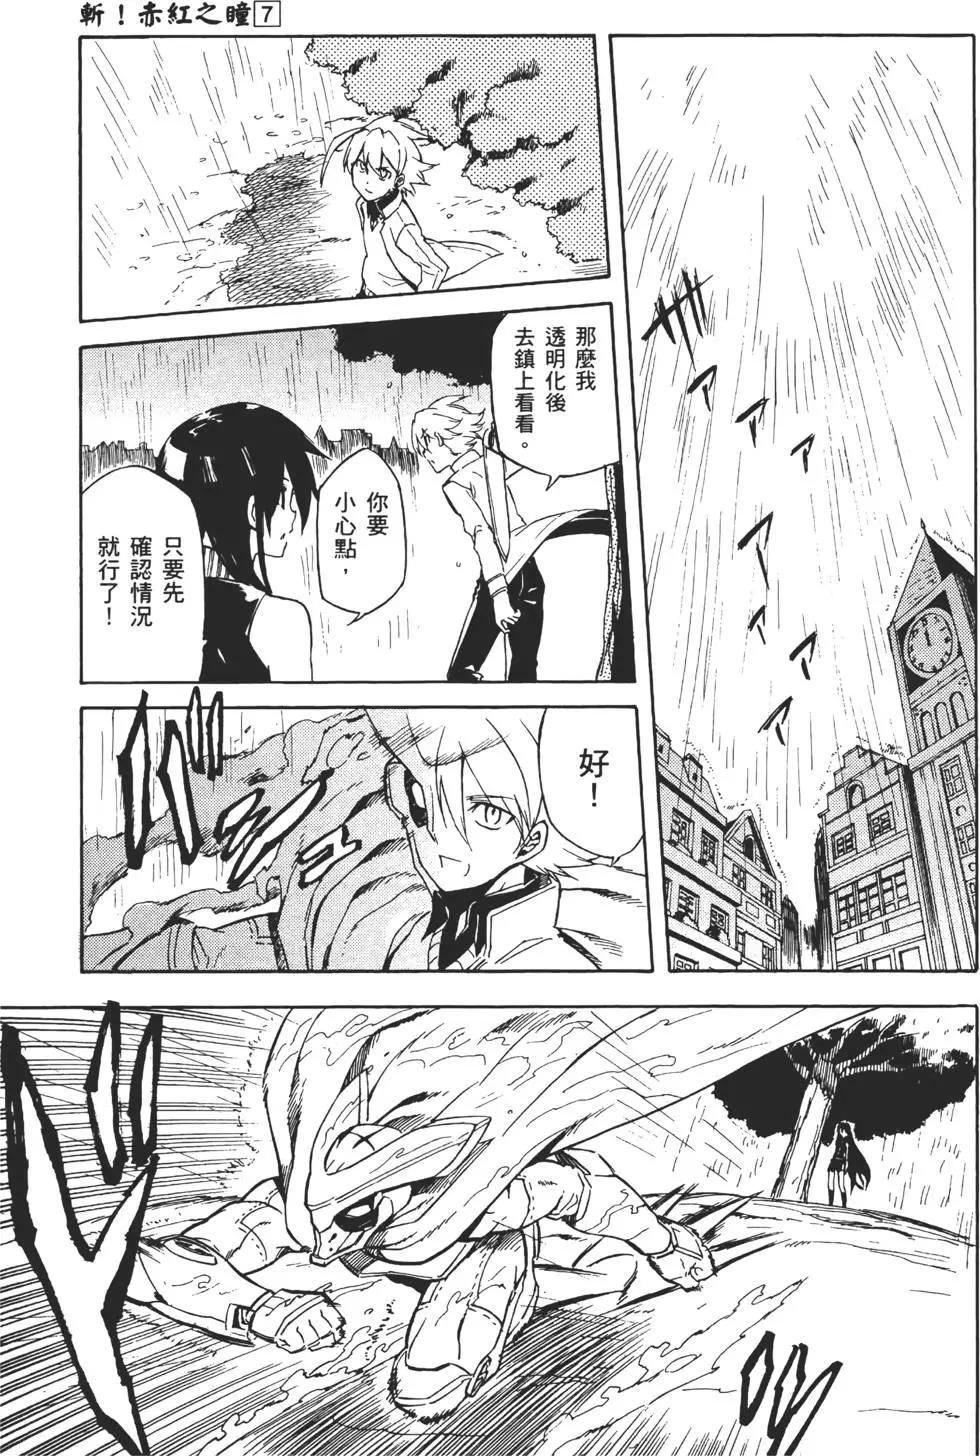 斬！赤紅之瞳 7
ザァァァァァァァ
那麼我
透明化後
去鎮上看看。
你要
小心點，
只要先
確認情況
就行了！
好！